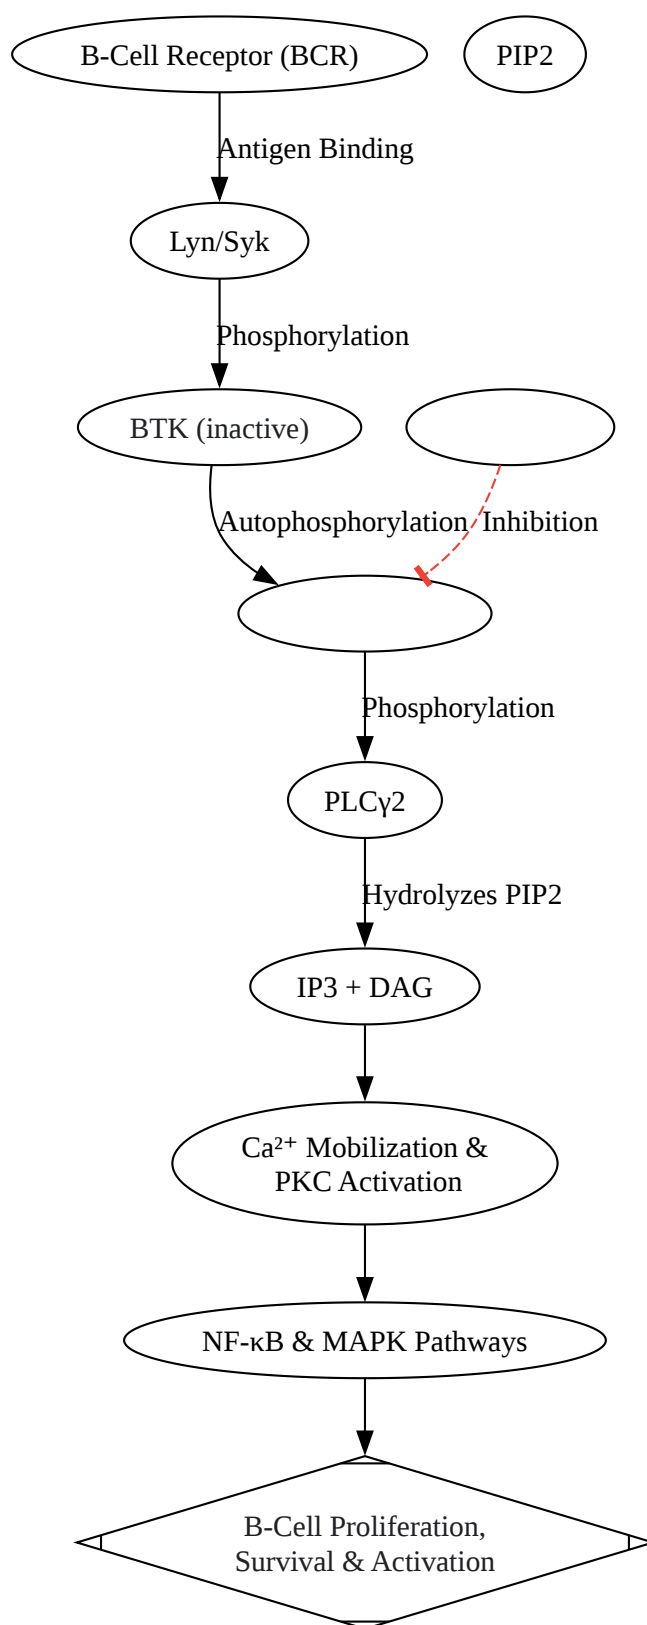 B-Cell Receptor (BCR)
PIP2
Antigen Binding
Lyn/Syk
Phosphorylation
BTK (inactive)
Autophosphorylation
Inhibition
Phosphorylation
PLCγ2
Hydrolyzes PIP2
IP3 + DAG
Ca²⁺ Mobilization &
PKC Activation
NF-κB & MAPK Pathways
B-Cell Proliferation,
Survival & Activation